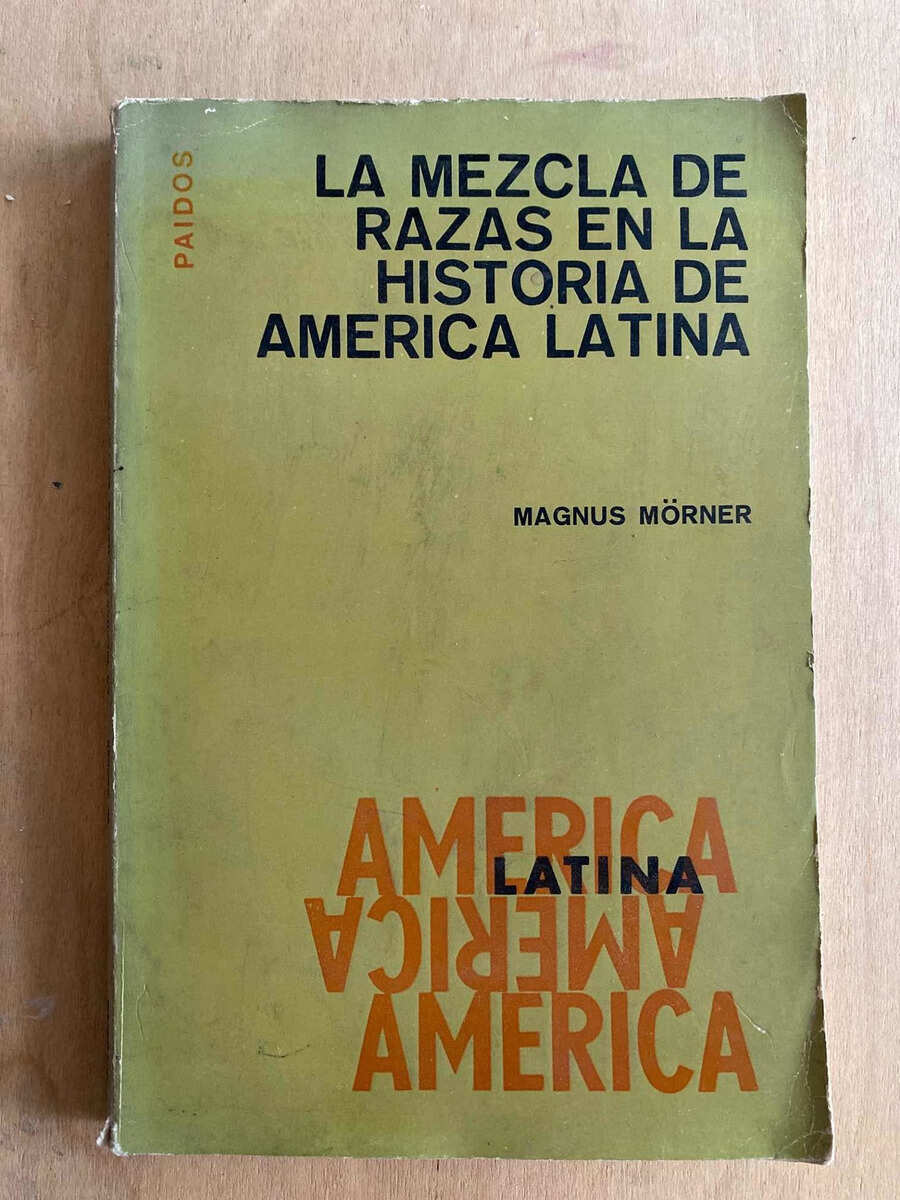 PAIDOS
LA MEZCLA DE
RAZAS EN LA
HISTORIA DE
AMERICA LATINA
MAGNUS MÖRNER
AMERICA
LATINA
AMERICA
AMERICA